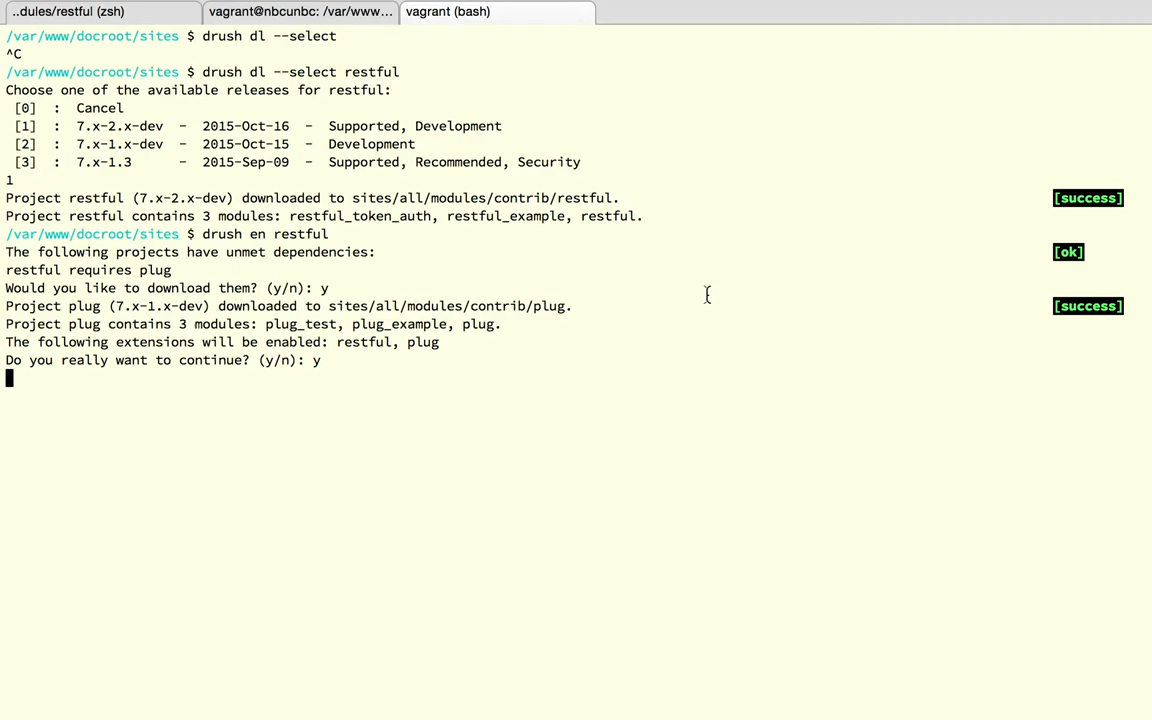 ..dules/restful (zsh)
vagrant@nbcunbc: /var/www...
vagrant (bash)
/var/www/docroot/sites $ drush dl --select
^C
/var/www/docroot/sites $ drush dl --select restful
Choose one of the available releases for restful:
[0]  :  Cancel
[1]  :  7.x-2.x-dev  -  2015-Oct-16  -  Supported, Development
[2]  :  7.x-1.x-dev  -  2015-Oct-15  -  Development
[3]  :  7.x-1.3      -  2015-Sep-09  -  Supported, Recommended, Security
1
Project restful (7.x-2.x-dev) downloaded to sites/all/modules/contrib/restful. [success]
Project restful contains 3 modules: restful_token_auth, restful_example, restful.
/var/www/docroot/sites $ drush en restful
The following projects have unmet dependencies: [ok]
restful requires plug
Would you like to download them? (y/n): y
Project plug (7.x-1.x-dev) downloaded to sites/all/modules/contrib/plug. [success]
Project plug contains 3 modules: plug_test, plug_example, plug.
The following extensions will be enabled: restful, plug
Do you really want to continue? (y/n): y